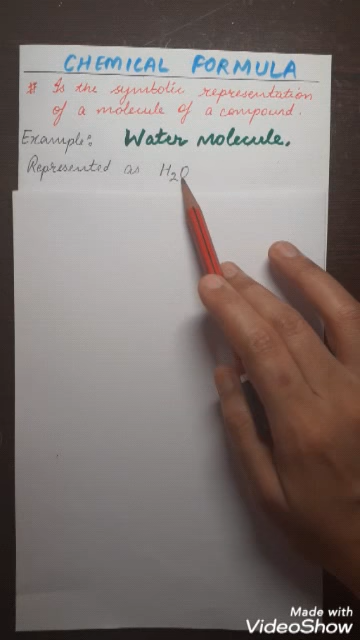 CHEMICAL FORMULA
* Is the symbolic representation
of a molecule of a compound.
Example:- Water molecule.
Represented as H₂O
Made with
VideoShow